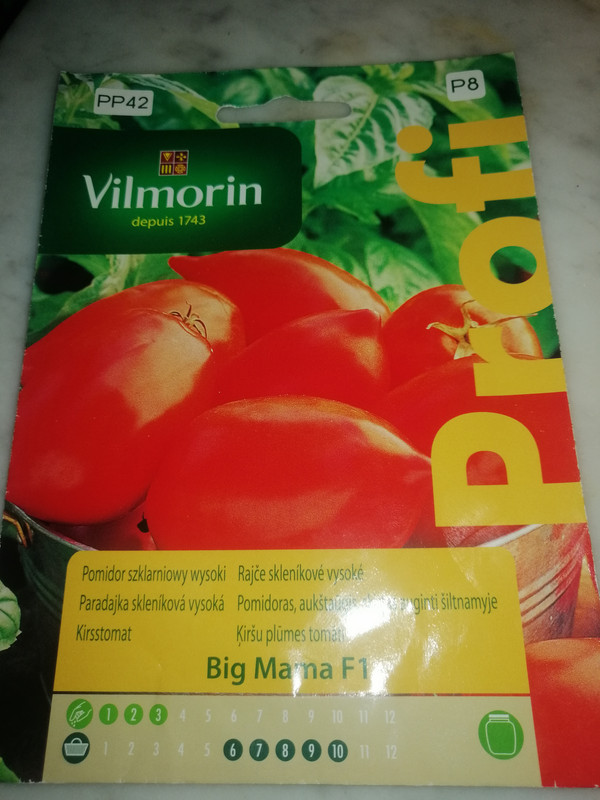 PP42
P8
Vilmorin
depuis 1743
Profi
Pomidor szklarniowy wysoki Rajče skleníkové vysoké
Paradajka skleníková vysoká Pomidoras, aukštaugis, auginti šiltnamyje
Kirsstomat Ķiršu plūmes
Big Mama F1
1 2 3 4 5 6 7 8 9 10 11 12
1 2 3 4 5 6 7 8 9 10 11 12